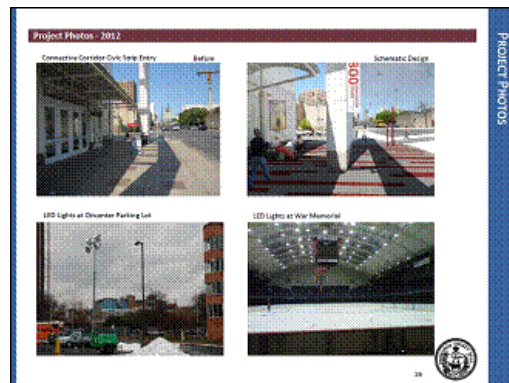 Project Photos - 2012
Connective Corridor Civic Strip Entry Before
Schematic Design
800
LED Lights at Oncenter Parking Lot
LED Lights at War Memorial
PROJECT PHOTOS